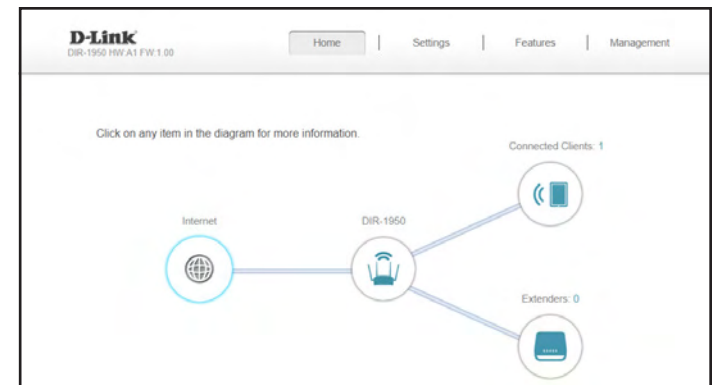 D-Link
DIR-1950 HW:A1 FW:1.00
Home | Settings | Features | Management
Click on any item in the diagram for more information.
Connected Clients: 1
Internet
DIR-1950
Extenders: 0